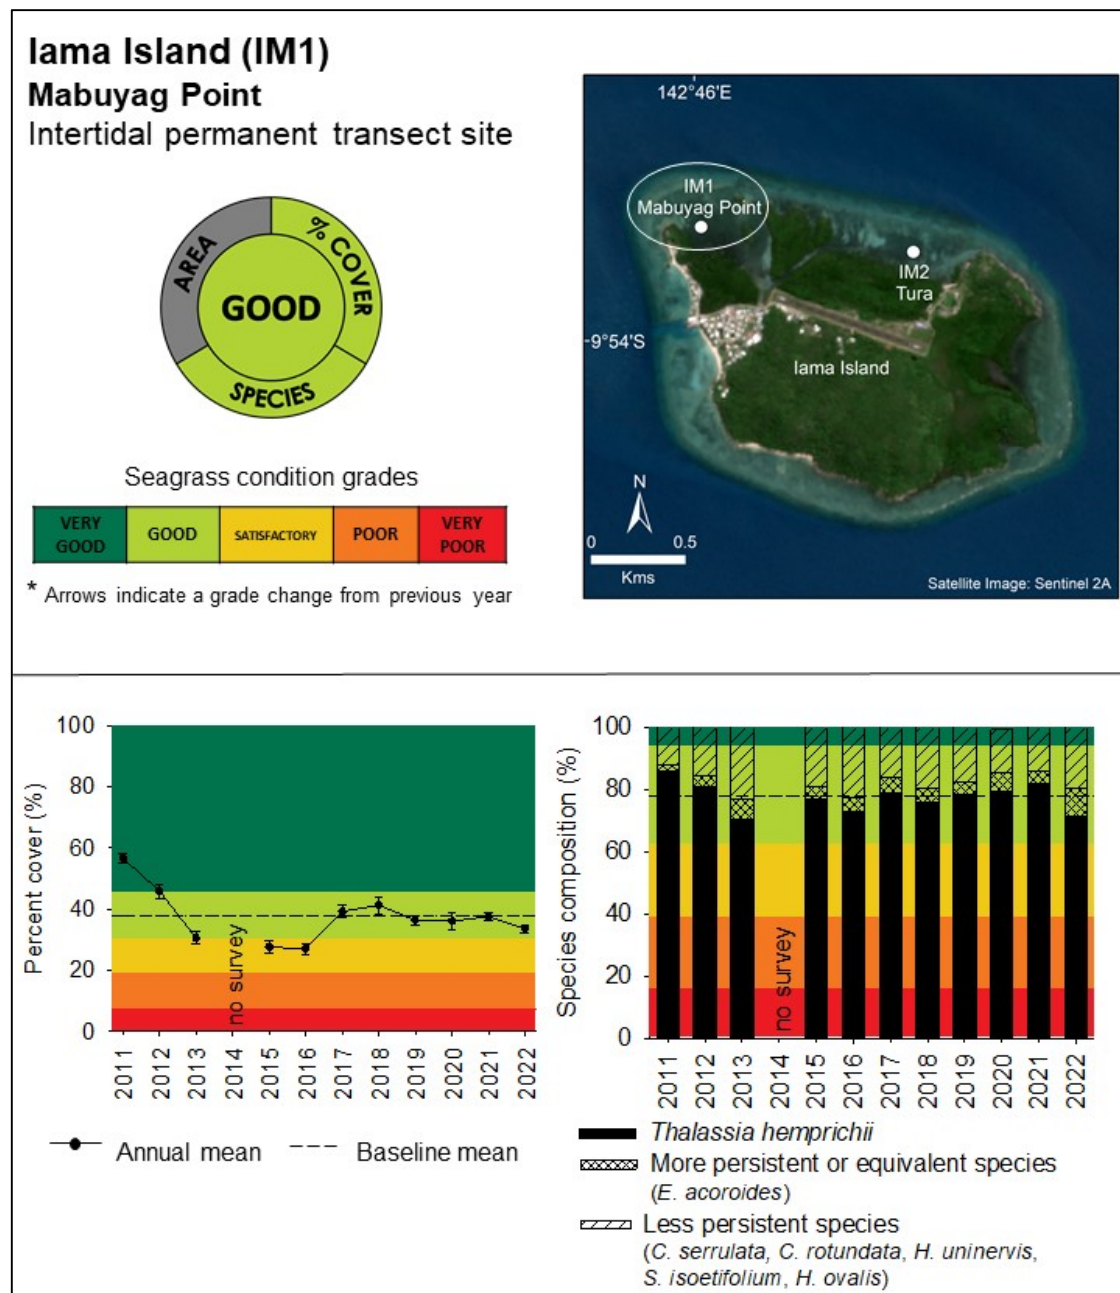 Iama Island (IM1)
Mabuyag Point
Intertidal permanent transect site
AREA
% COVER
GOOD
SPECIES
Seagrass condition grades
VERY
GOOD
GOOD
SATISFACTORY
POOR
VERY
POOR
* Arrows indicate a grade change from previous year
142°46'E
IM1
Mabuyag Point
IM2
Tura
9°54'S
Iama Island
N
0 0.5
Kms
Satellite Image: Sentinel 2A
Percent cover (%)
100
80
60
40
20
0
no survey
2011 2012 2013 2014 2015 2016 2017 2018 2019 2020 2021 2022
Annual mean
Baseline mean
Species composition (%)
100
80
60
40
20
0
no survey
2011 2012 2013 2014 2015 2016 2017 2018 2019 2020 2021 2022
Thalassia hemprichii
More persistent or equivalent species
(E. acoroides)
Less persistent species
(C. serrulata, C. rotundata, H. uninervis,
S. isoetifolium, H. ovalis)